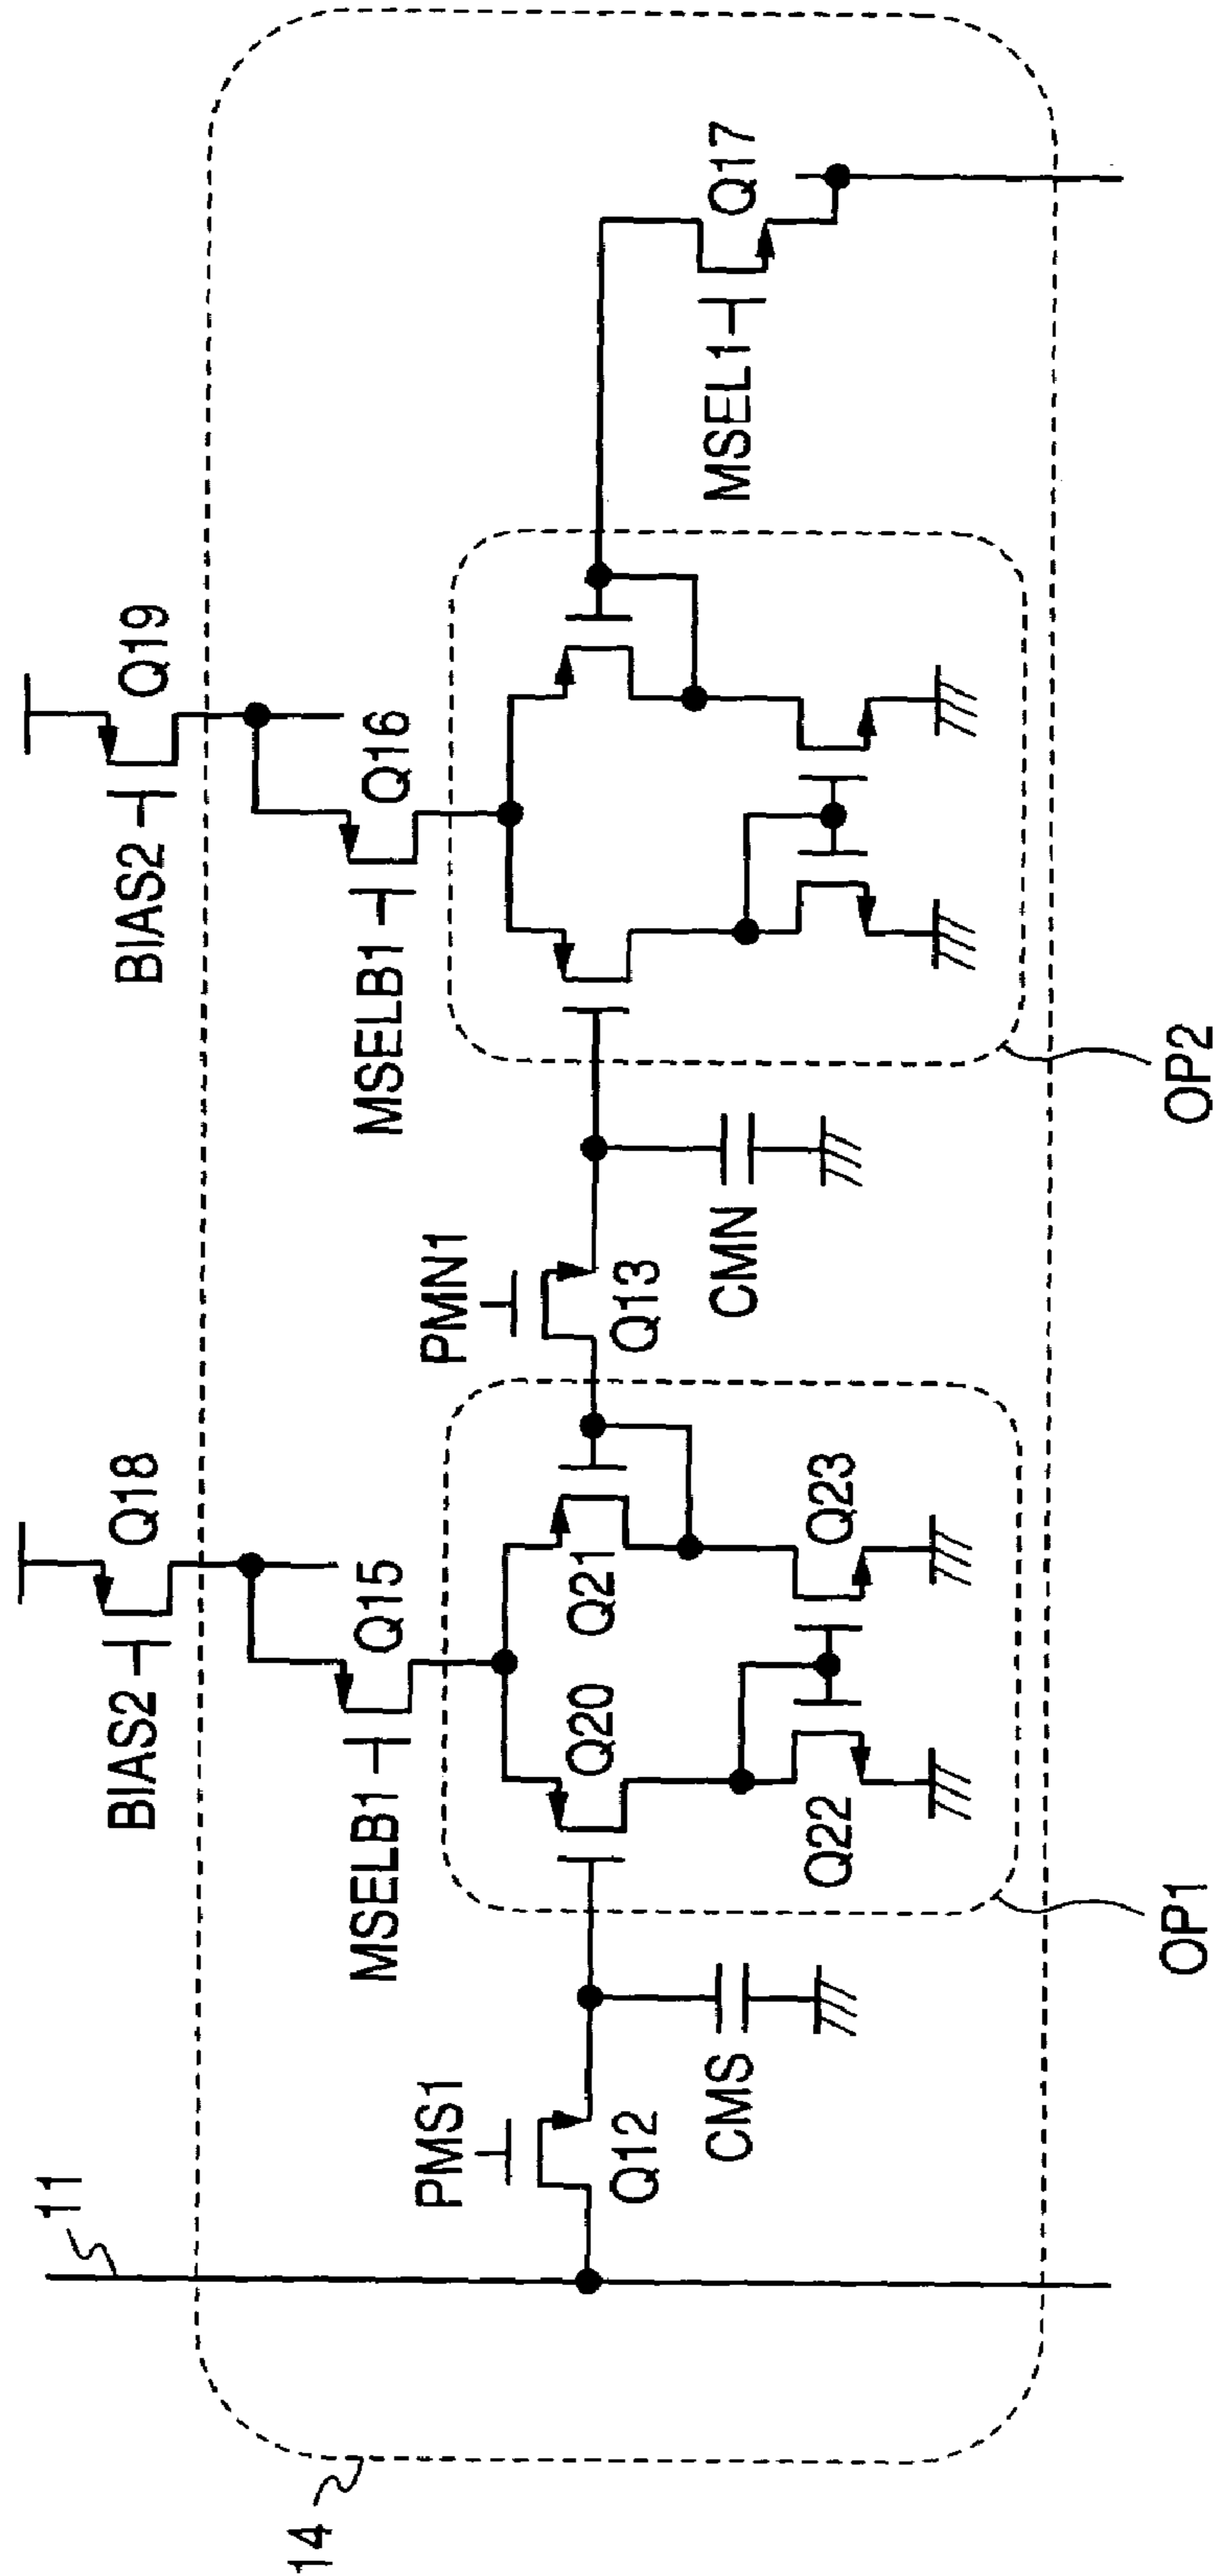 14
11
PMS1
Q12
CMS
BIAS2
Q18
MSELB1
Q15
Q20
Q21
Q22
Q23
OP1
PMN1
Q13
CMN
BIAS2
Q19
MSELB1
Q16
OP2
MSEL1
Q17